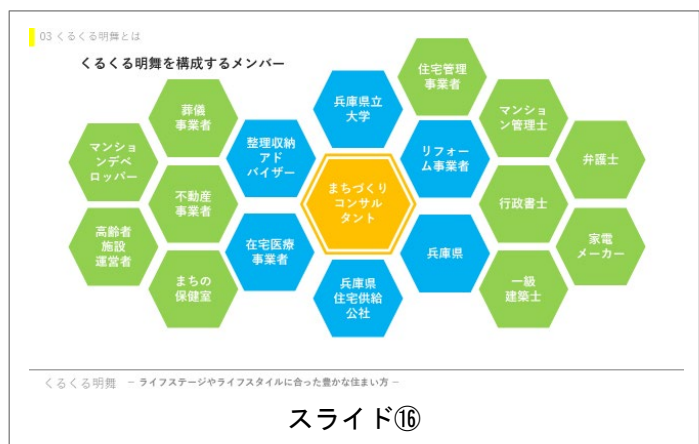 03 くるくる明舞とは
くるくる明舞を構成するメンバー
住宅管理
事業者
葬儀
事業者
兵庫県立
大学
マンショ
ン管理士
マンショ
ンデベ
ロッパー
整理収納
アド
バイザー
リフォー
ム事業者
弁護士
不動産
事業者
まちづくり
コンサル
タント
行政書士
高齢者
施設
運営者
在宅医療
事業者
兵庫県
家電
メーカー
まちの
保健室
兵庫県
住宅供給
公社
一級
建築士
くるくる明舞 − ライフステージやライフスタイルに合った豊かな住まい方 −
スライド⑯